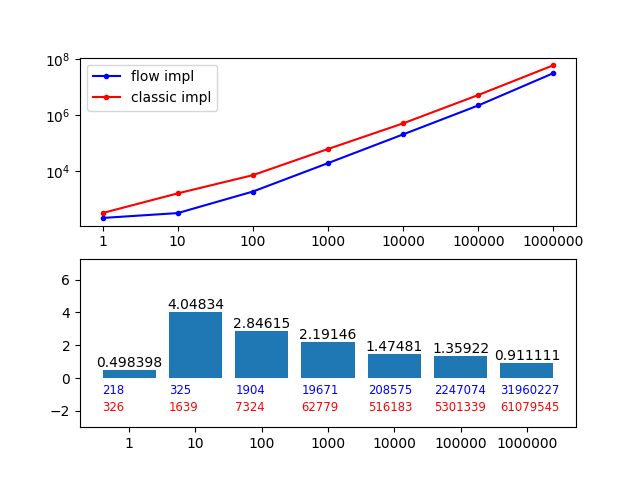 10^8
10^6
10^4
flow impl
classic impl
1 10 100 1000 10000 100000 1000000
6
4
2
0
−2
0.498398 4.04834 2.84615 2.19146 1.47481 1.35922 0.911111
218 325 1904 19671 208575 2247074 31960227
326 1639 7324 62779 516183 5301339 61079545
1 10 100 1000 10000 100000 1000000